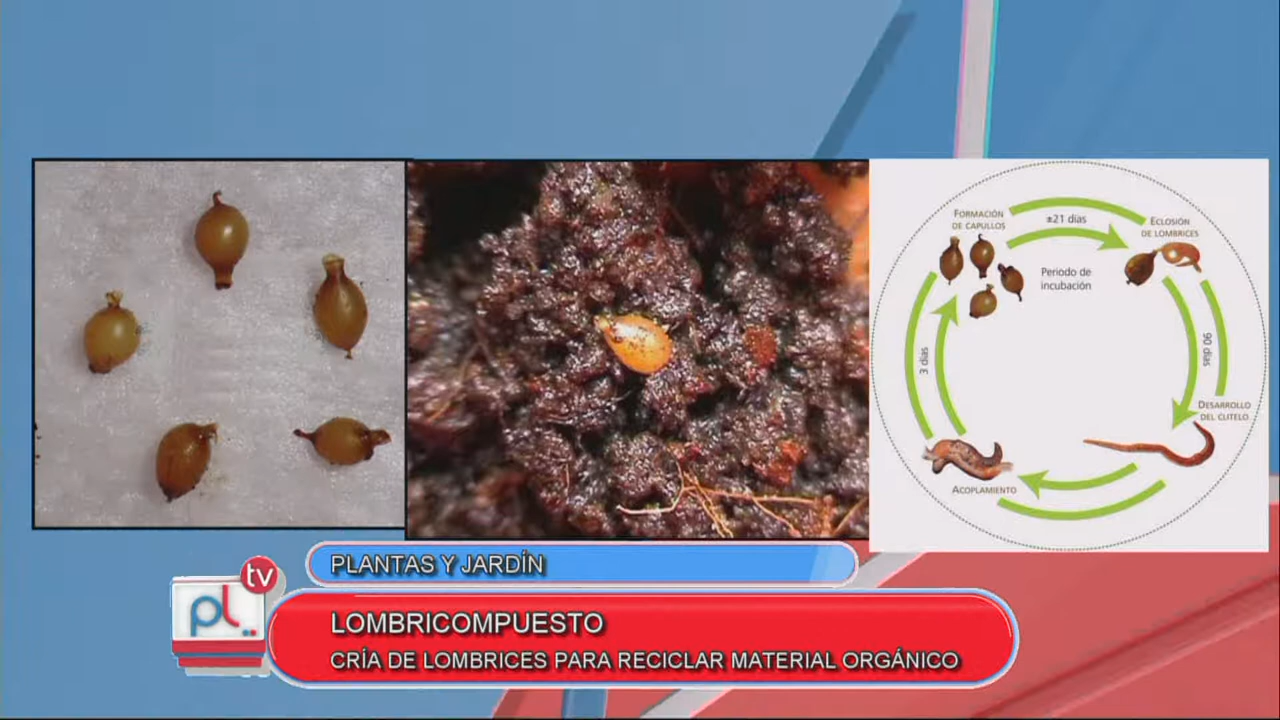 FORMACIÓN
DE CAPULLOS
±21 días
ECLOSIÓN
DE LOMBRICES
Periodo de
incubación
3 días
90 días
DESARROLLO
DEL CLITELO
ACOPLAMIENTO
PLANTAS Y JARDÍN
tv
pl..
LOMBRICOMPUESTO
CRÍA DE LOMBRICES PARA RECICLAR MATERIAL ORGÁNICO